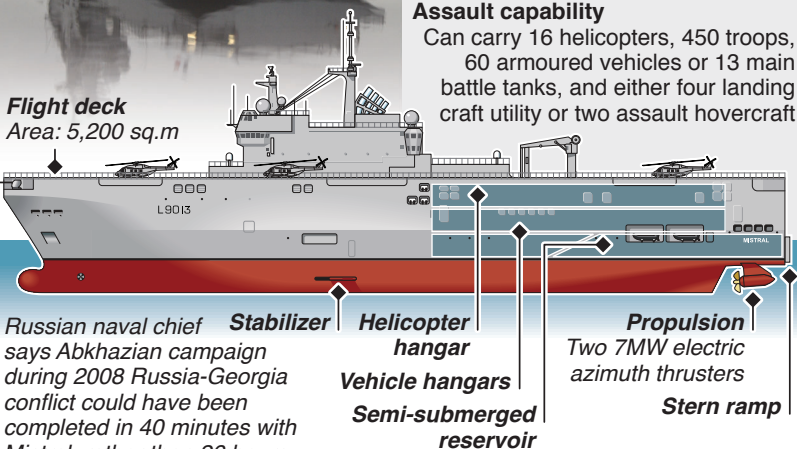 Assault capability
Can carry 16 helicopters, 450 troops,
60 armoured vehicles or 13 main
battle tanks, and either four landing
craft utility or two assault hovercraft
Flight deck
Area: 5,200 sq.m
L9013
MISTRAL
Stabilizer
Helicopter
hangar
Vehicle hangars
Semi-submerged
reservoir
Propulsion
Two 7MW electric
azimuth thrusters
Stern ramp
Russian naval chief
says Abkhazian campaign
during 2008 Russia-Georgia
conflict could have been
completed in 40 minutes with